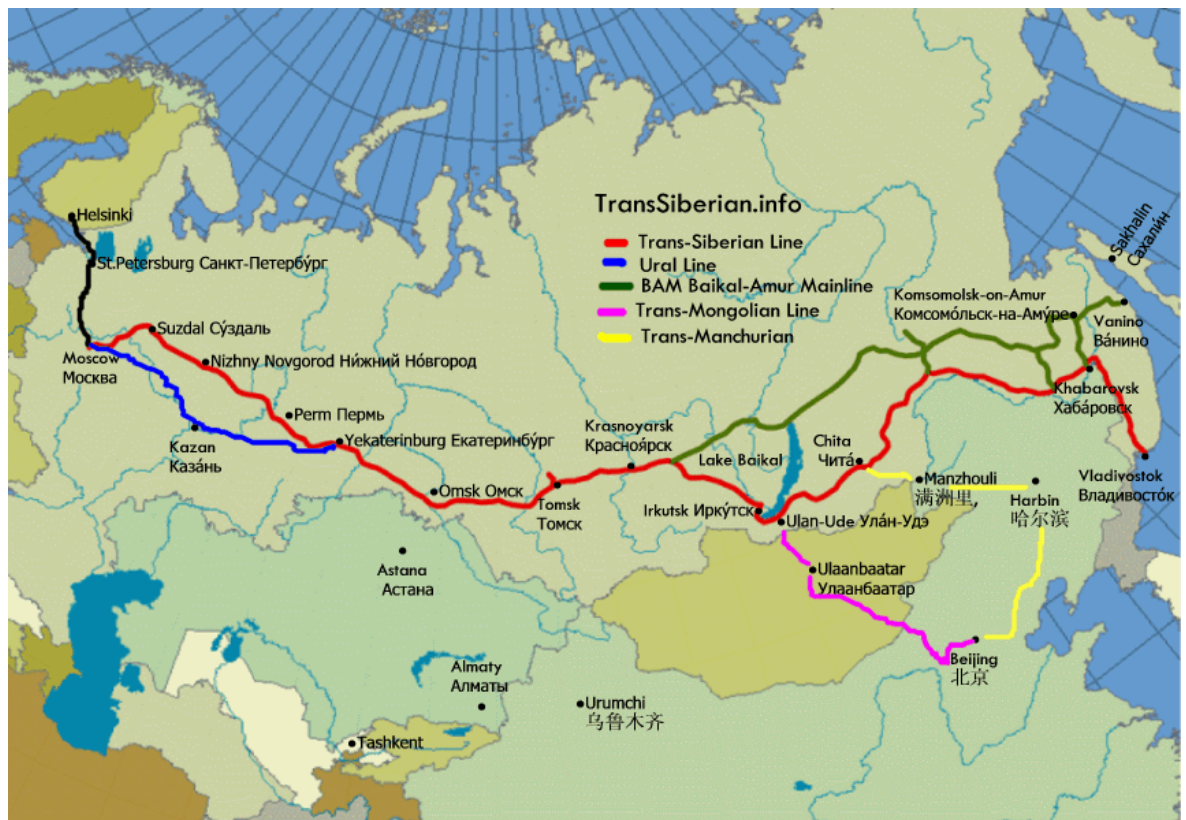 TransSiberian.info
Trans-Siberian Line
Ural Line
BAM Baikal-Amur Mainline
Trans-Mongolian Line
Trans-Manchurian
Helsinki
St.Petersburg Санкт-Петербу́рг
Suzdal Су́здаль
Moscow
Москва
Nizhny Novgorod Ни́жний Но́вгород
Perm Пермь
Kazan
Каза́нь
Yekaterinburg Екатеринбу́рг
Omsk Омск
Tomsk
Томск
Krasnoyarsk
Красноя́рск
Lake Baikal
Irkutsk Ирку́тск
Ulan-Ude Ула́н-Удэ
Chita
Чита́
Komsomolsk-on-Amur
Комсомо́льск-на-Аму́ре
Sakhalin
Сахали́н
Vanino
Ва́нино
Khabarovsk
Хаба́ровск
Vladivostok
Владивосто́к
Manzhouli
满洲里,
Harbin
哈尔滨
Ulaanbaatar
Улаанбаатар
Beijing
北京
Astana
Астана
Almaty
Алматы
Urumchi
乌鲁木齐
Tashkent